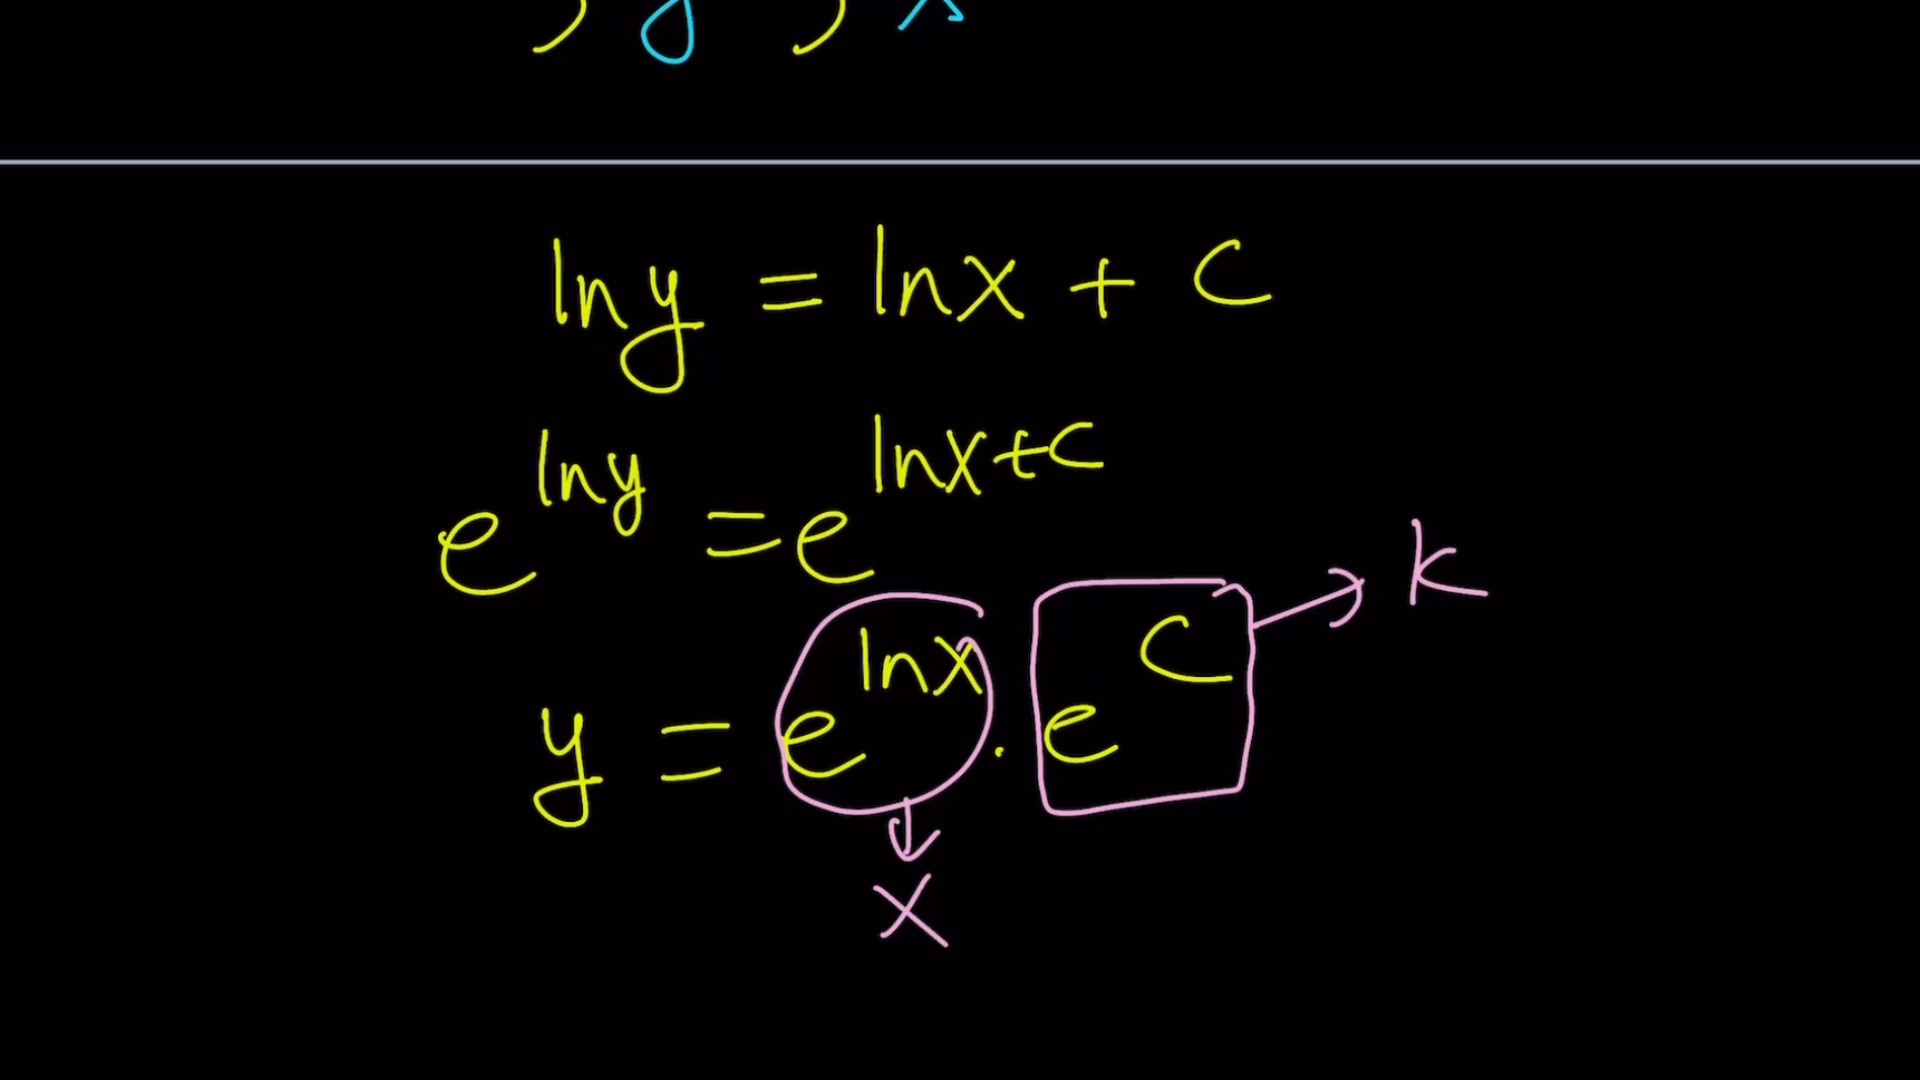 ln y = ln x + C
e^{ln y} = e^{ln x + C}
y = e^{ln x} . e^C → k
↓
x